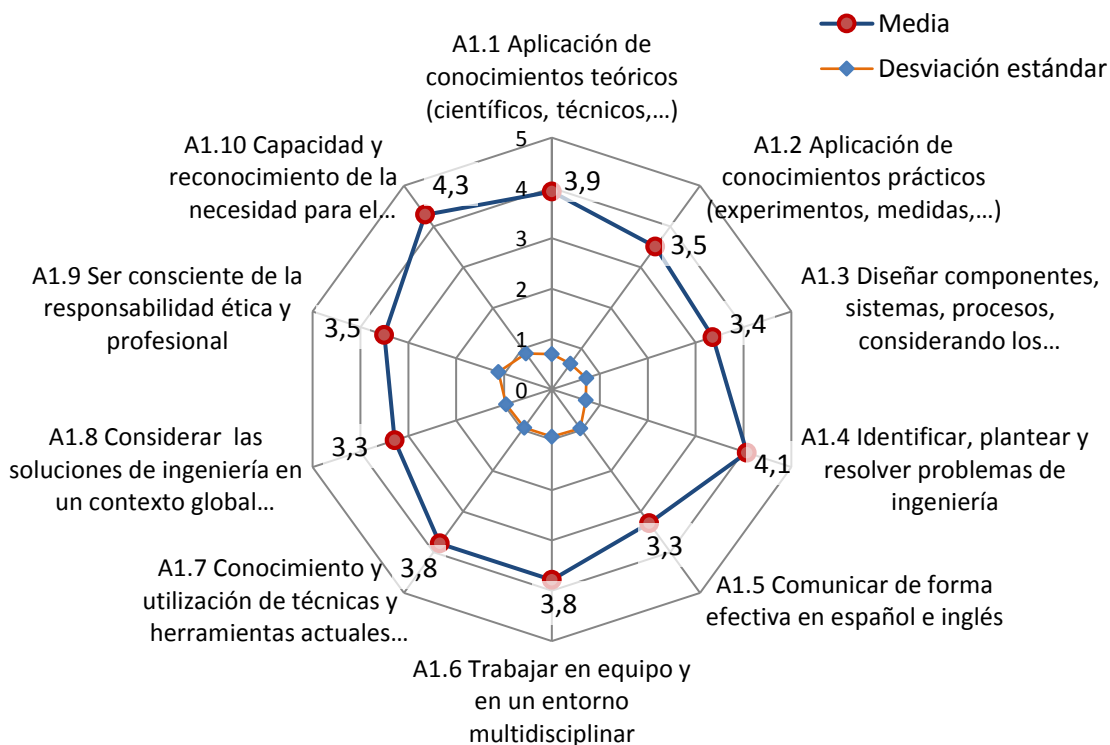 Media
Desviación estándar
A1.1 Aplicación de
conocimientos teóricos
(científicos, técnicos,…)
A1.2 Aplicación de
conocimientos prácticos
(experimentos, medidas,…)
A1.3 Diseñar componentes,
sistemas, procesos,
considerando los…
A1.4 Identificar, plantear y
resolver problemas de
ingeniería
A1.5 Comunicar de forma
efectiva en español e inglés
A1.6 Trabajar en equipo y
en un entorno
multidisciplinar
A1.7 Conocimiento y
utilización de técnicas y
herramientas actuales…
A1.8 Considerar las
soluciones de ingeniería en
un contexto global…
A1.9 Ser consciente de la
responsabilidad ética y
profesional
A1.10 Capacidad y
reconocimiento de la
necesidad para el…
5
4
3
2
1
0
3,9
3,5
3,4
4,1
3,3
3,8
3,8
3,3
3,5
4,3